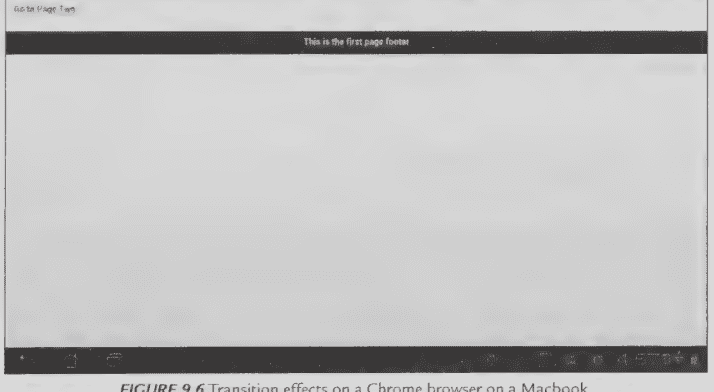 Go to Page Two
This is the first page footer
FIGURE 9.6 Transition effects on a Chrome browser on a Macbook